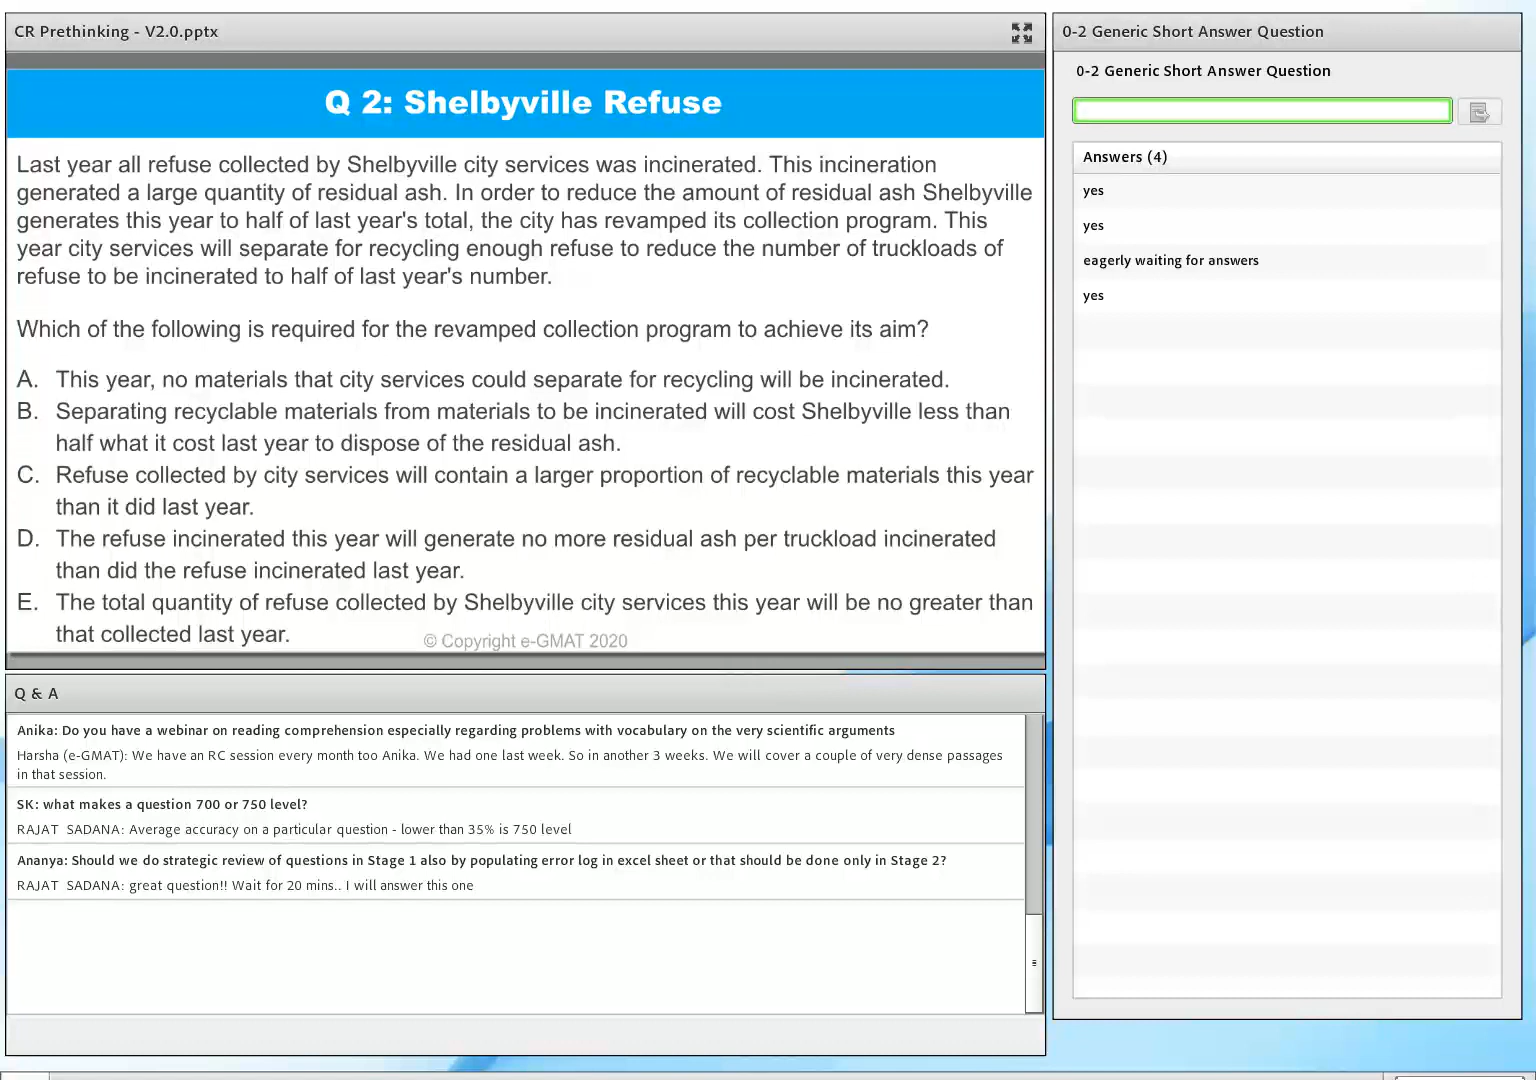 CR Prethinking - V2.0.pptx
Q 2: Shelbyville Refuse
Last year all refuse collected by Shelbyville city services was incinerated. This incineration
generated a large quantity of residual ash. In order to reduce the amount of residual ash Shelbyville
generates this year to half of last year's total, the city has revamped its collection program. This
year city services will separate for recycling enough refuse to reduce the number of truckloads of
refuse to be incinerated to half of last year's number.
Which of the following is required for the revamped collection program to achieve its aim?
A. This year, no materials that city services could separate for recycling will be incinerated.
B. Separating recyclable materials from materials to be incinerated will cost Shelbyville less than
half what it cost last year to dispose of the residual ash.
C. Refuse collected by city services will contain a larger proportion of recyclable materials this year
than it did last year.
D. The refuse incinerated this year will generate no more residual ash per truckload incinerated
than did the refuse incinerated last year.
E. The total quantity of refuse collected by Shelbyville city services this year will be no greater than
that collected last year.
© Copyright e-GMAT 2020
Q & A
Anika: Do you have a webinar on reading comprehension especially regarding problems with vocabulary on the very scientific arguments
Harsha (e-GMAT): We have an RC session every month too Anika. We had one last week. So in another 3 weeks. We will cover a couple of very dense passages
in that session.
SK: what makes a question 700 or 750 level?
RAJAT SADANA: Average accuracy on a particular question - lower than 35% is 750 level
Ananya: Should we do strategic review of questions in Stage 1 also by populating error log in excel sheet or that should be done only in Stage 2?
RAJAT SADANA: great question!! Wait for 20 mins.. I will answer this one
0-2 Generic Short Answer Question
0-2 Generic Short Answer Question
Answers (4)
yes
yes
eagerly waiting for answers
yes